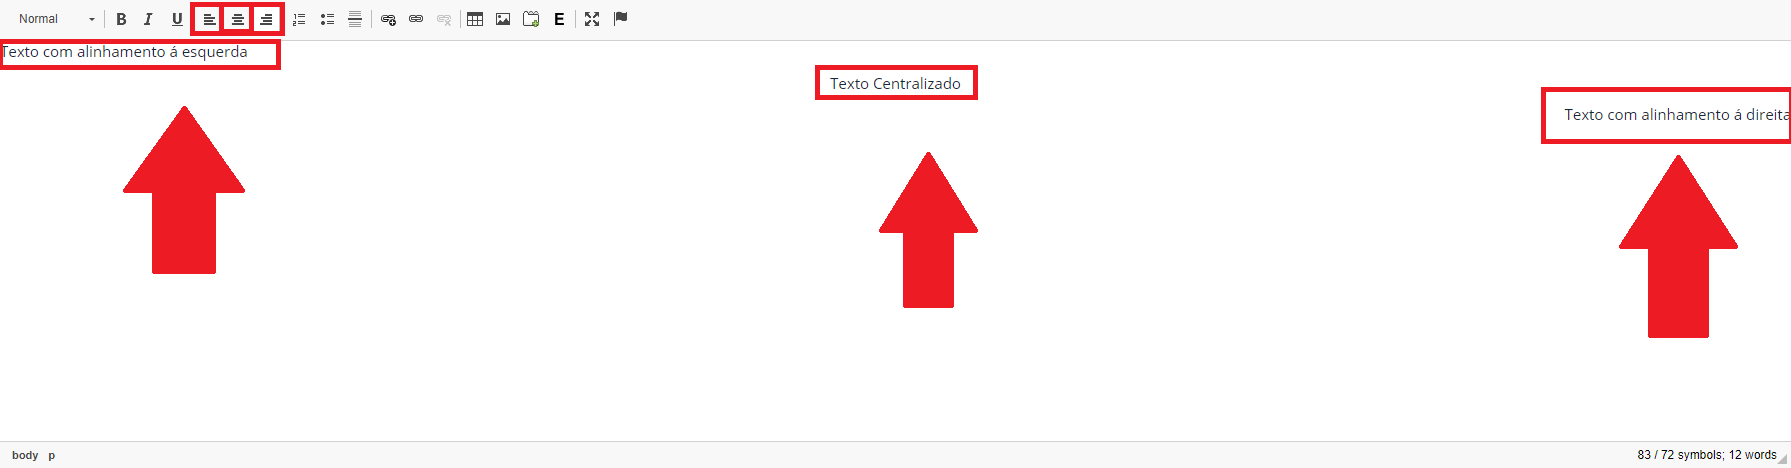 Normal B I U E
Texto com alinhamento á esquerda
Texto Centralizado
Texto com alinhamento á direita
body p 83 / 72 symbols; 12 words